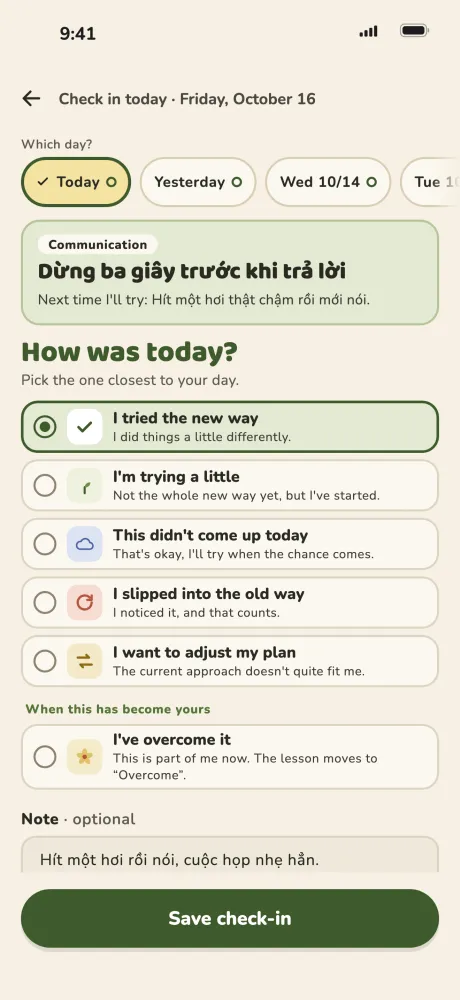 9:41
Check in today · Friday, October 16
Which day?
Today
Yesterday
Wed 10/14
Tue
Communication
Dừng ba giây trước khi trả lời
Next time I'll try: Hít một hơi thật chậm rồi mới nói.
How was today?
Pick the one closest to your day.
I tried the new way
I did things a little differently.
I'm trying a little
Not the whole new way yet, but I've started.
This didn't come up today
That's okay, I'll try when the chance comes.
I slipped into the old way
I noticed it, and that counts.
I want to adjust my plan
The current approach doesn't quite fit me.
When this has become yours
I've overcome it
This is part of me now. The lesson moves to
“Overcome”.
Note · optional
Hít một hơi rồi nói, cuộc họp nhẹ hẳn.
Save check-in